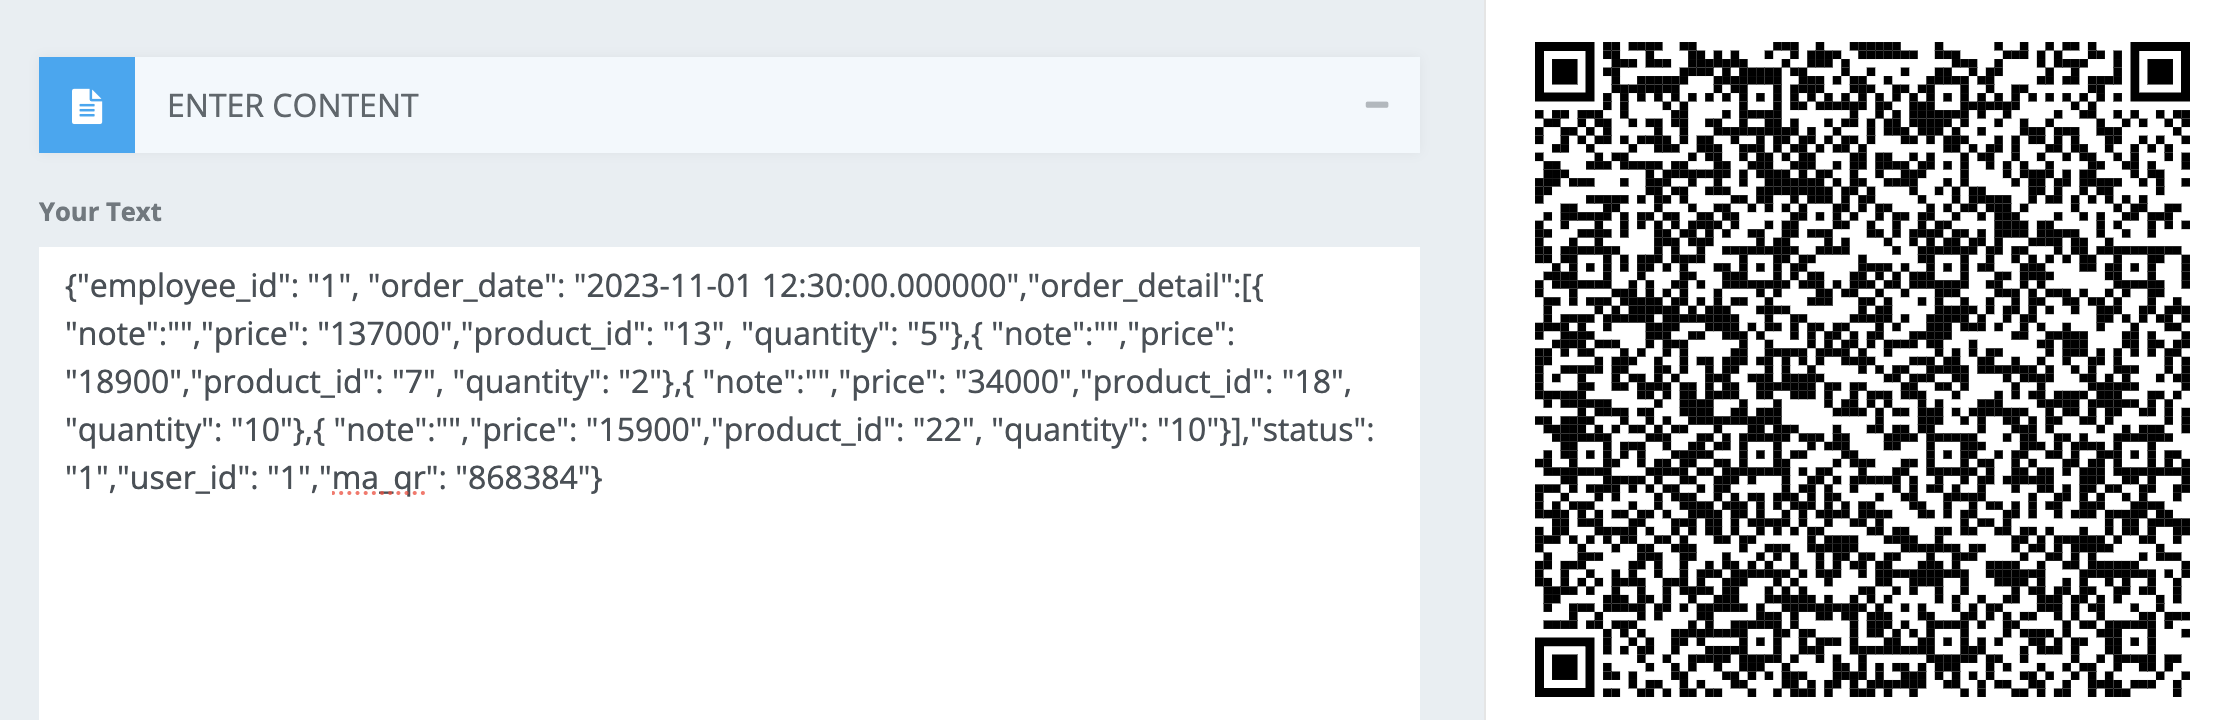 ENTER CONTENT
Your Text
{"employee_id": "1", "order_date": "2023-11-01 12:30:00.000000","order_detail":[{
"note":"","price": "137000","product_id": "13", "quantity": "5"},{ "note":"","price":
"18900","product_id": "7", "quantity": "2"},{ "note":"","price": "34000","product_id": "18",
"quantity": "10"},{ "note":"","price": "15900","product_id": "22", "quantity": "10"}],"status":
"1","user_id": "1","ma_qr": "868384"}